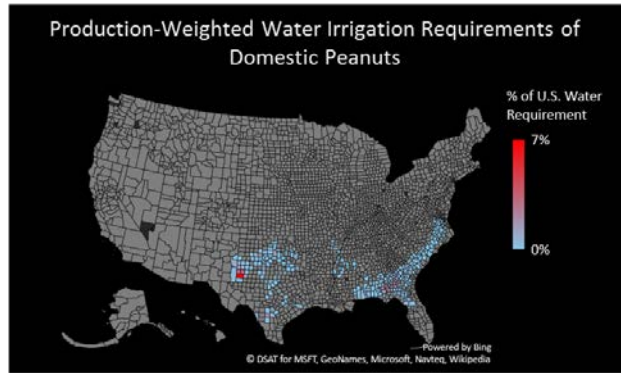 Production-Weighted Water Irrigation Requirements of
Domestic Peanuts
% of U.S. Water
Requirement
7%
0%
Powered by Bing
© DSAT for MSFT, GeoNames, Microsoft, Navteq, Wikipedia